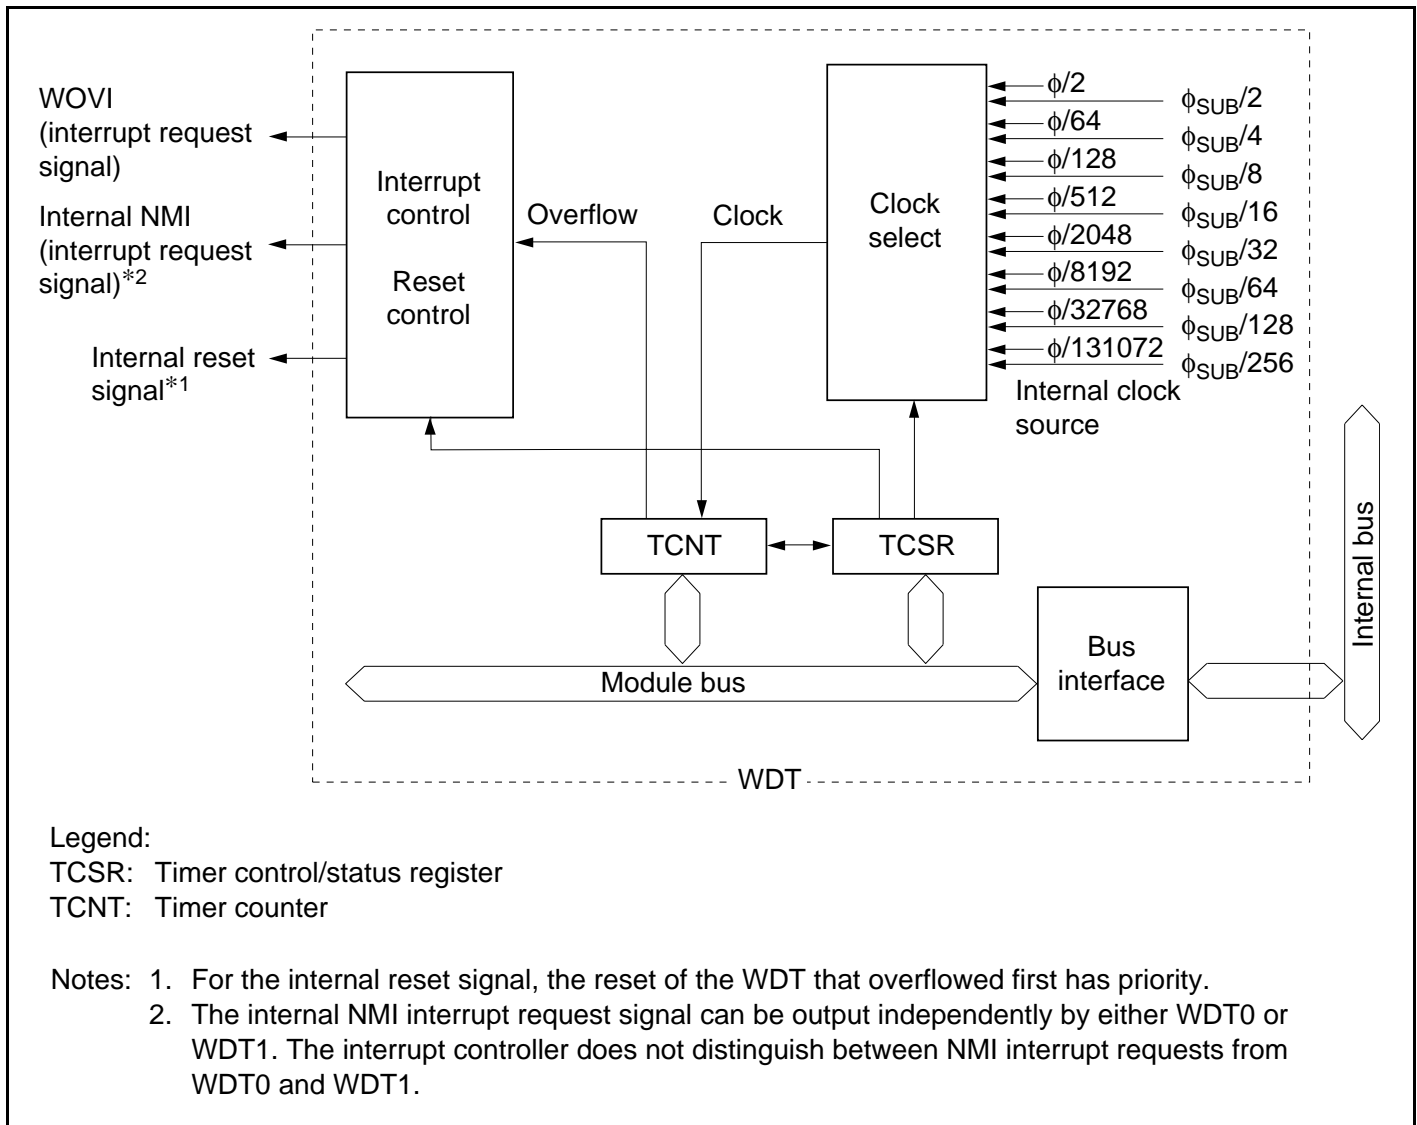 WOVI
(interrupt request
signal)
Internal NMI
(interrupt request
signal)*2
Internal reset
signal*1
Interrupt
control
Reset
control
Overflow
Clock
Clock
select
ϕ/2
ϕSUB/2
ϕ/64
ϕSUB/4
ϕ/128
ϕSUB/8
ϕ/512
ϕSUB/16
ϕ/2048
ϕSUB/32
ϕ/8192
ϕSUB/64
ϕ/32768
ϕSUB/128
ϕ/131072
ϕSUB/256
Internal clock
source
TCNT
TCSR
Module bus
Bus
interface
Internal bus
WDT
Legend:
TCSR: Timer control/status register
TCNT: Timer counter
Notes: 1. For the internal reset signal, the reset of the WDT that overflowed first has priority.
2. The internal NMI interrupt request signal can be output independently by either WDT0 or
WDT1. The interrupt controller does not distinguish between NMI interrupt requests from
WDT0 and WDT1.